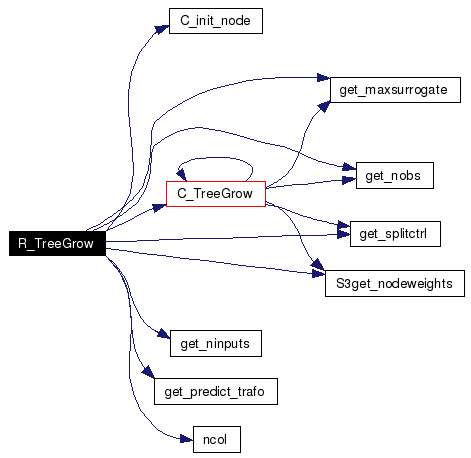 C_init_node
get_maxsurrogate
get_nobs
C_TreeGrow
get_splitctrl
R_TreeGrow
S3get_nodeweights
get_ninputs
get_predict_trafo
ncol